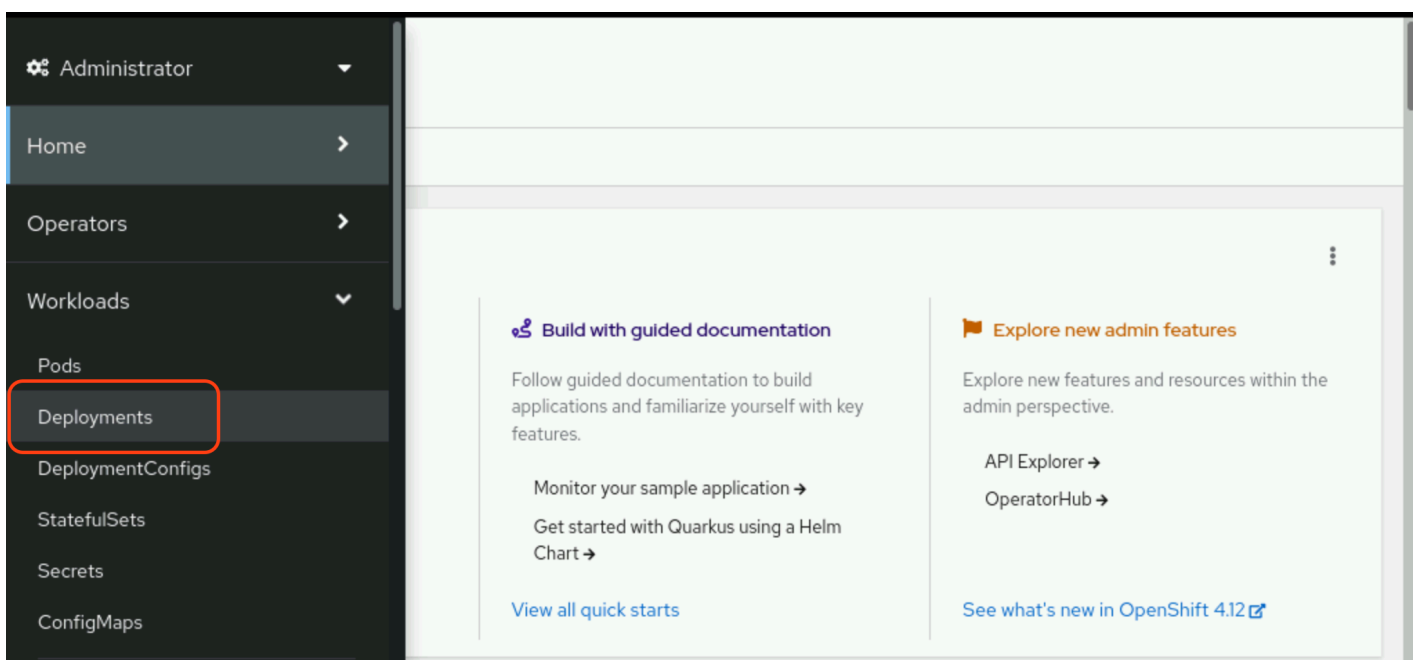 Administrator
Home
Operators
Workloads
Pods
Deployments
DeploymentConfigs
StatefulSets
Secrets
ConfigMaps
Build with guided documentation
Follow guided documentation to build
applications and familiarize yourself with key
features.
Monitor your sample application →
Get started with Quarkus using a Helm
Chart →
View all quick starts
Explore new admin features
Explore new features and resources within the
admin perspective.
API Explorer →
OperatorHub →
See what's new in OpenShift 4.12